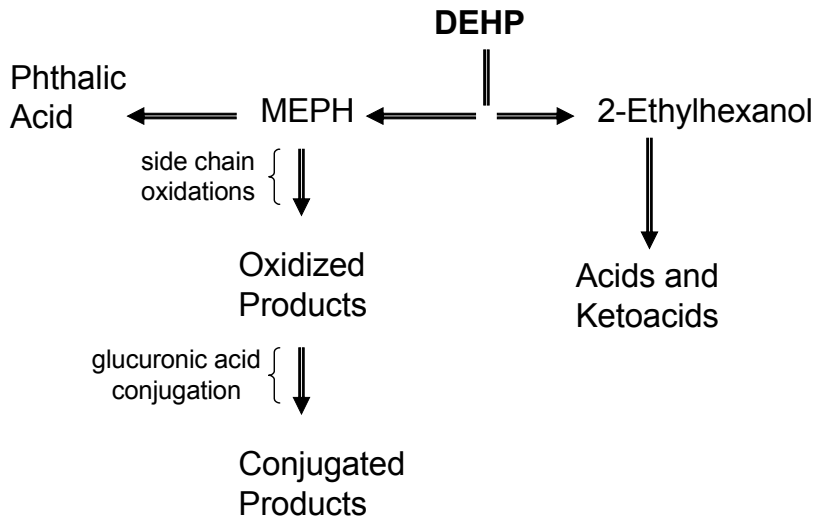 DEHP
Phthalic
Acid
MEPH
2-Ethylhexanol
side chain
oxidations
Oxidized
Products
Acids and
Ketoacids
glucuronic acid
conjugation
Conjugated
Products